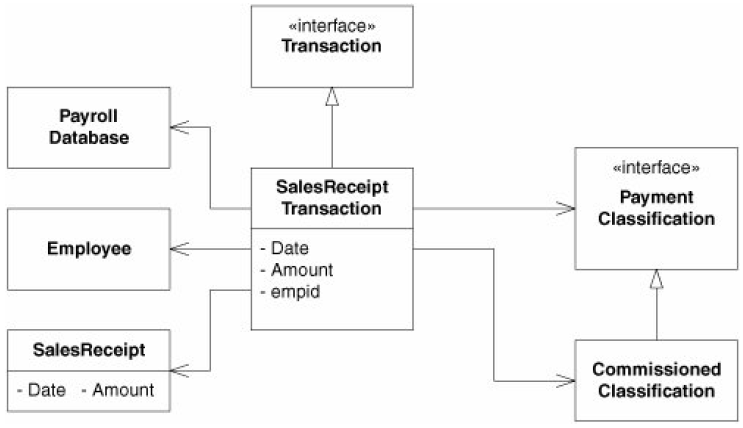 «interface»
Transaction
Payroll
Database
SalesReceipt
Transaction
- Date
- Amount
- empid
«interface»
Payment
Classification
Employee
SalesReceipt
- Date - Amount
Commissioned
Classification